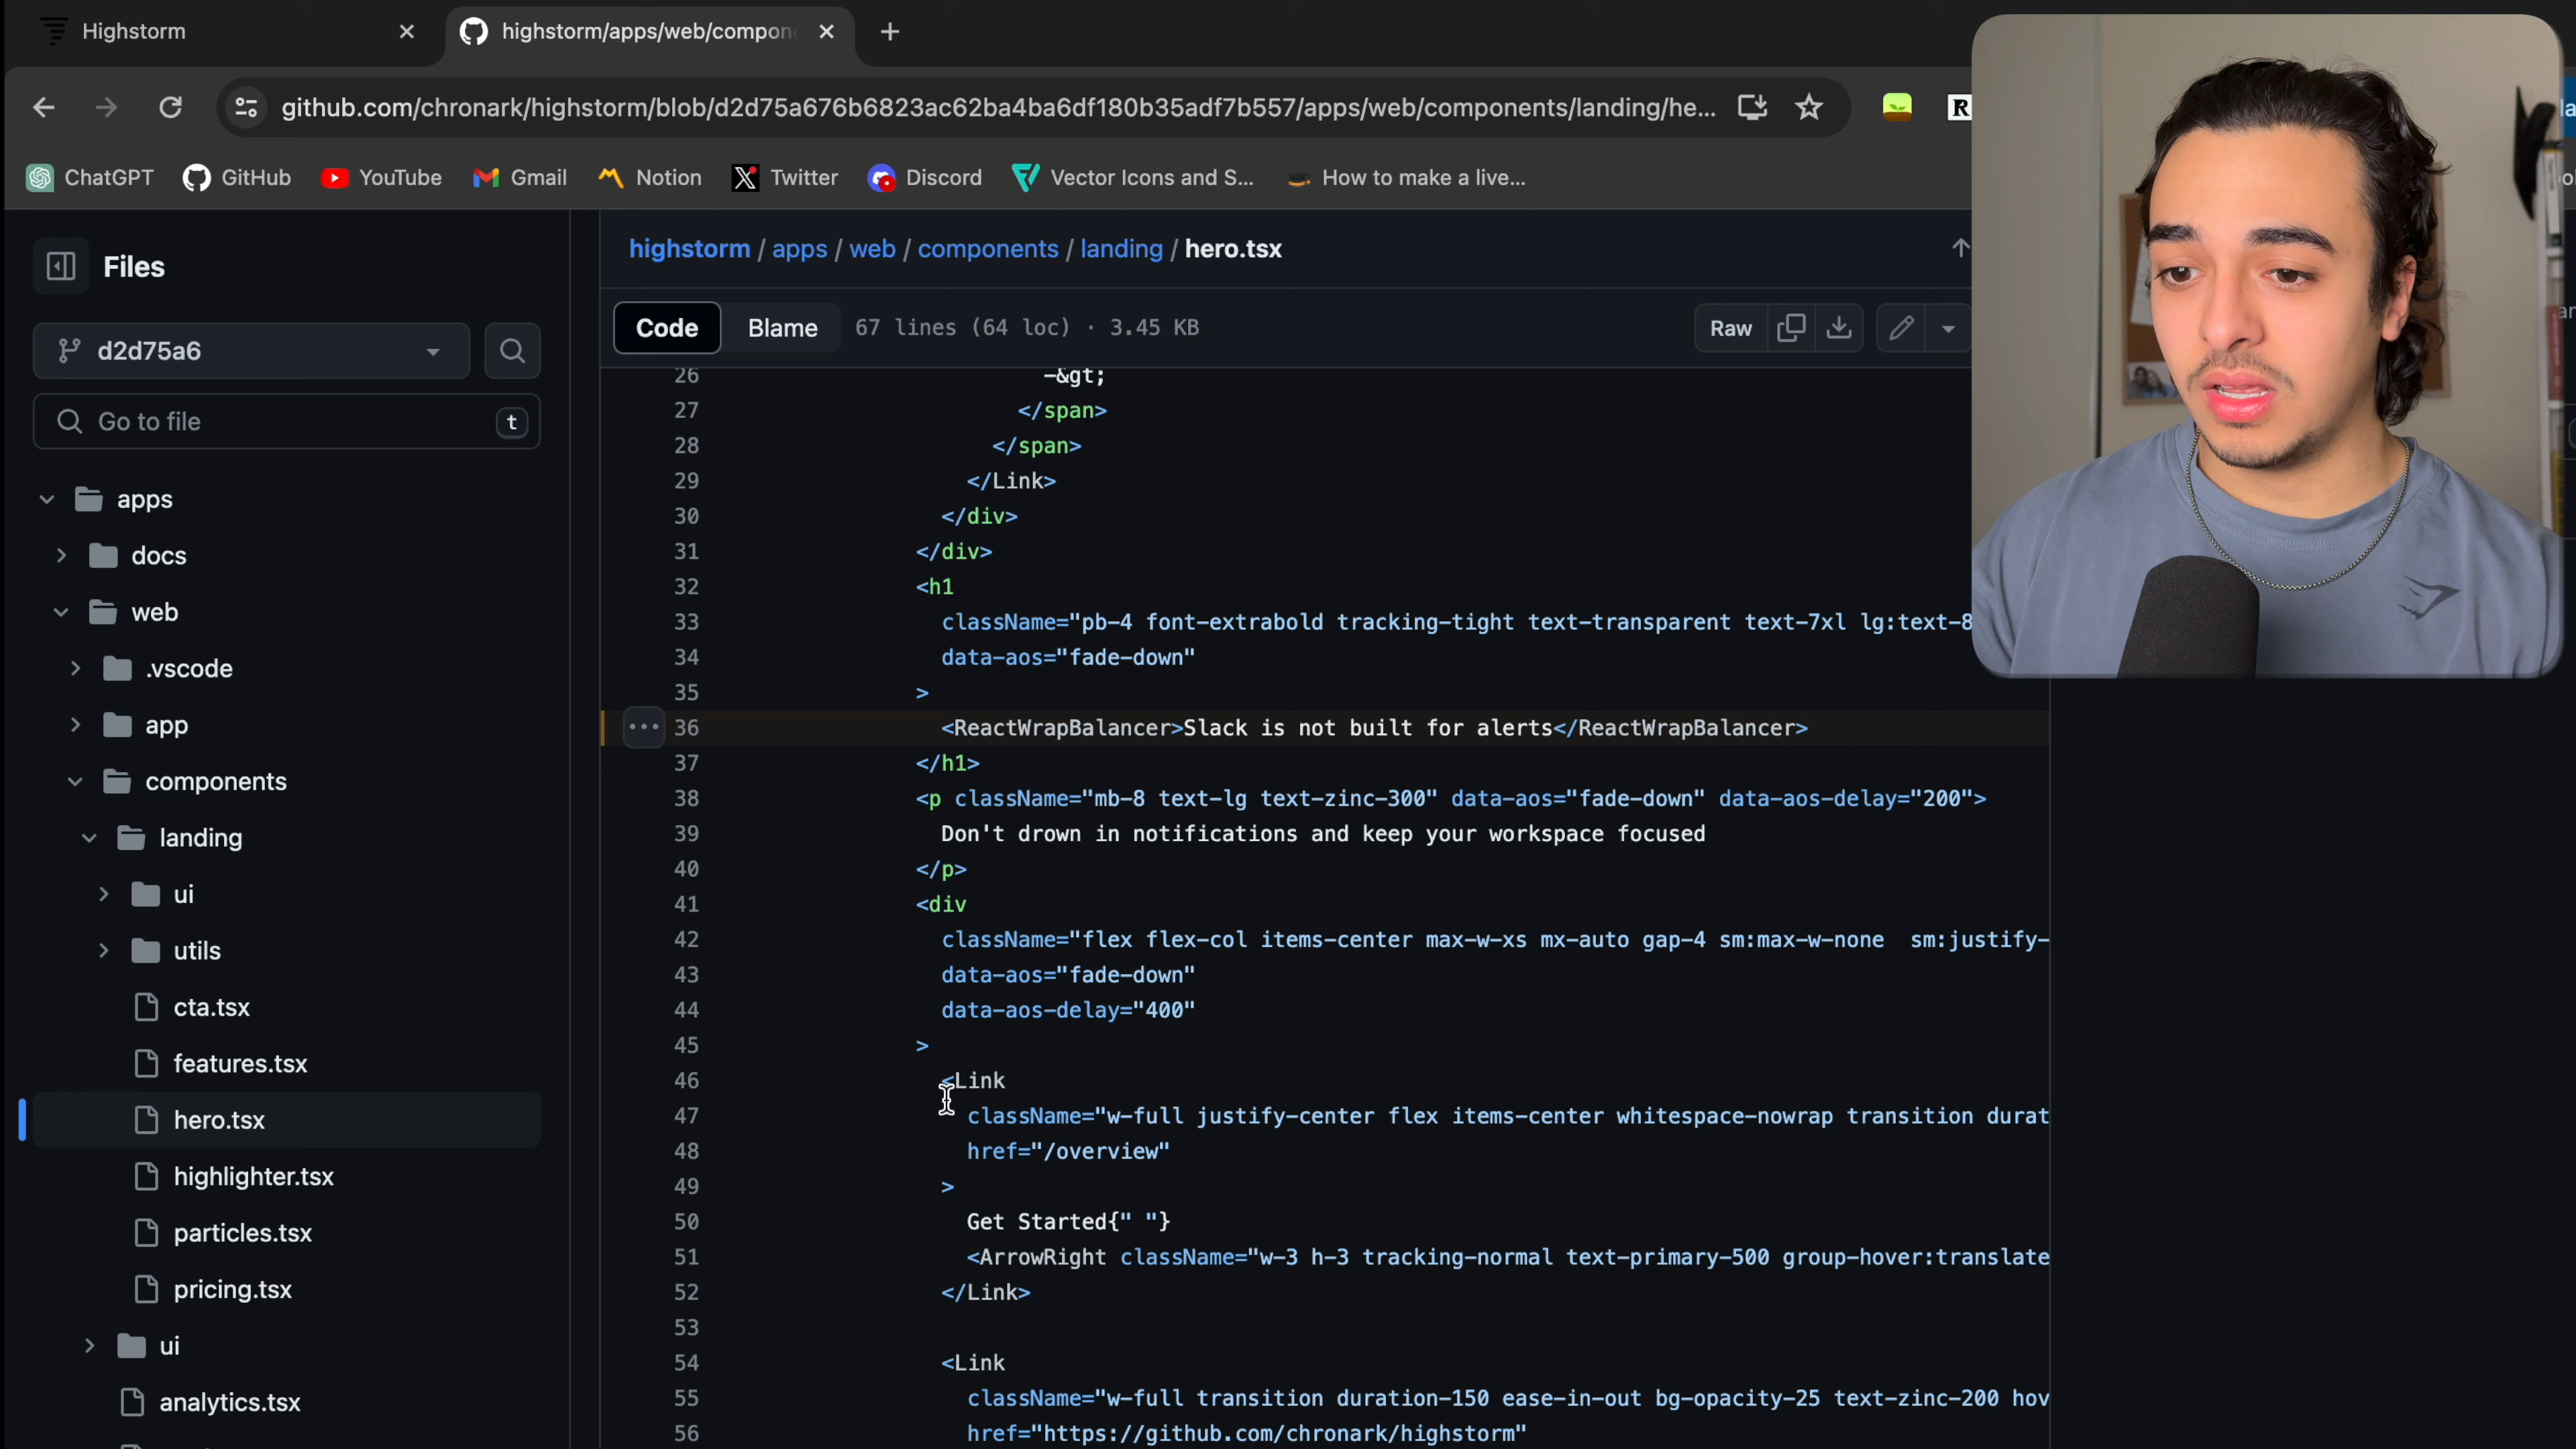 Highstorm
highstorm/apps/web/compon
github.com/chronark/highstorm/blob/d2d75a676b6823ac62ba4ba6df180b35adf7b557/apps/web/components/landing/he...
R
ChatGPT
GitHub
YouTube
Gmail
Notion
Twitter
Discord
Vector Icons and S...
How to make a live...
Files
d2d75a6
Go to file
t
apps
docs
web
.vscode
app
components
landing
ui
utils
cta.tsx
features.tsx
hero.tsx
highlighter.tsx
particles.tsx
pricing.tsx
ui
analytics.tsx
highstorm / apps / web / components / landing / hero.tsx
Code
Blame
67 lines (64 loc) · 3.45 KB
Raw
26 -&gt;
27 </span>
28 </span>
29 </Link>
30 </div>
31 </div>
32 <h1
33 className="pb-4 font-extrabold tracking-tight text-transparent text-7xl lg:text-8
34 data-aos="fade-down"
35 >
36 <ReactWrapBalancer>Slack is not built for alerts</ReactWrapBalancer>
37 </h1>
38 <p className="mb-8 text-lg text-zinc-300" data-aos="fade-down" data-aos-delay="200">
39 Don't drown in notifications and keep your workspace focused
40 </p>
41 <div
42 className="flex flex-col items-center max-w-xs mx-auto gap-4 sm:max-w-none  sm:justify-
43 data-aos="fade-down"
44 data-aos-delay="400"
45 >
46 <Link
47 className="w-full justify-center flex items-center whitespace-nowrap transition durat
48 href="/overview"
49 >
50 Get Started{" "}
51 <ArrowRight className="w-3 h-3 tracking-normal text-primary-500 group-hover:translate
52 </Link>
53
54 <Link
55 className="w-full transition duration-150 ease-in-out bg-opacity-25 text-zinc-200 hov
56 href="https://github.com/chronark/highstorm"